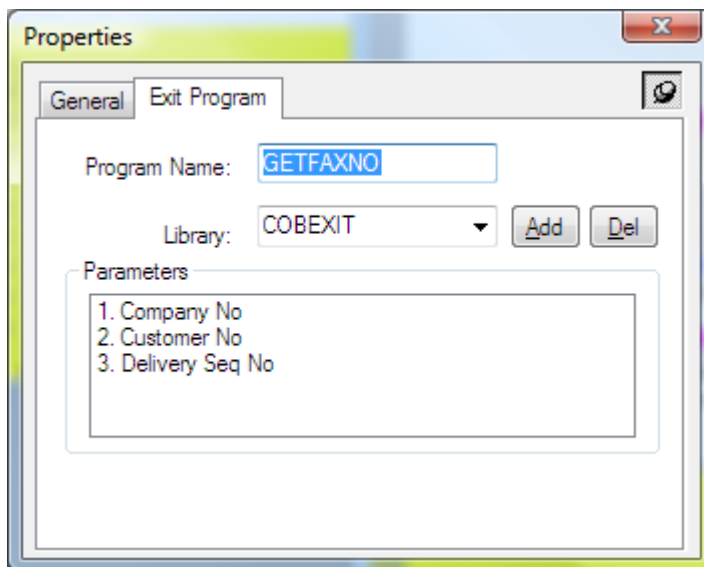 Properties
General Exit Program
Program Name: GETFAXNO
Library: COBEXIT Add Del
Parameters
1. Company No
2. Customer No
3. Delivery Seq No